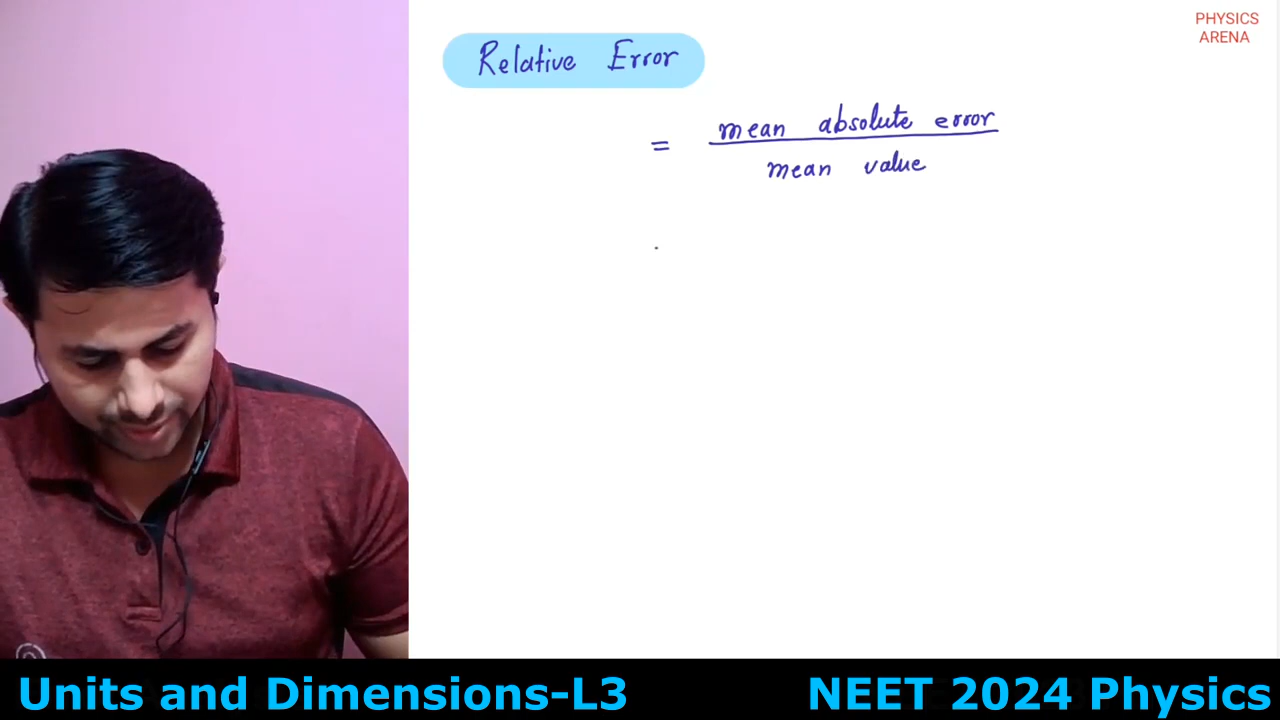 PHYSICS
ARENA
Relative Error
= mean absolute error
mean value
Units and Dimensions-L3
NEET 2024 Physics